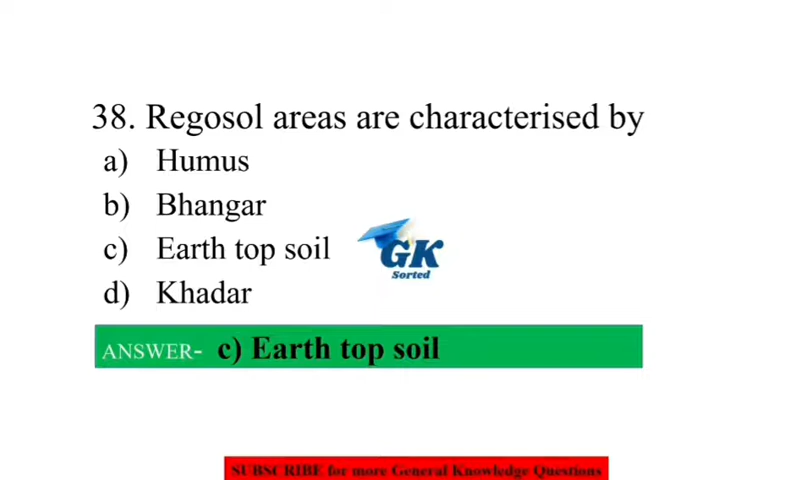 38. Regosol areas are characterised by
a) Humus
b) Bhangar
c) Earth top soil
d) Khadar
GK
Sorted
ANSWER- c) Earth top soil
SUBSCRIBE for more General Knowledge Questions